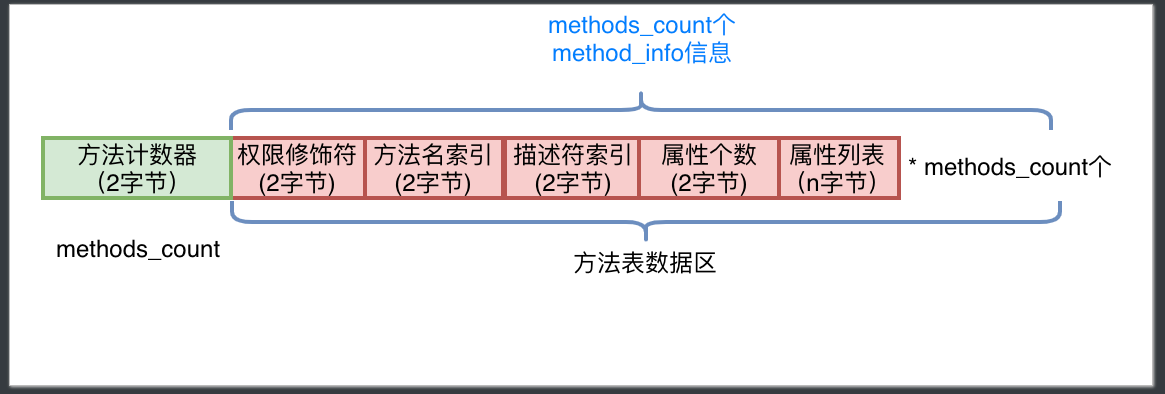 methods_count个
method_info信息
方法计数器
（2字节）
权限修饰符
(2字节)
方法名索引
(2字节)
描述符索引
(2字节)
属性个数
(2字节)
属性列表
（n字节）
* methods_count个
methods_count
方法表数据区